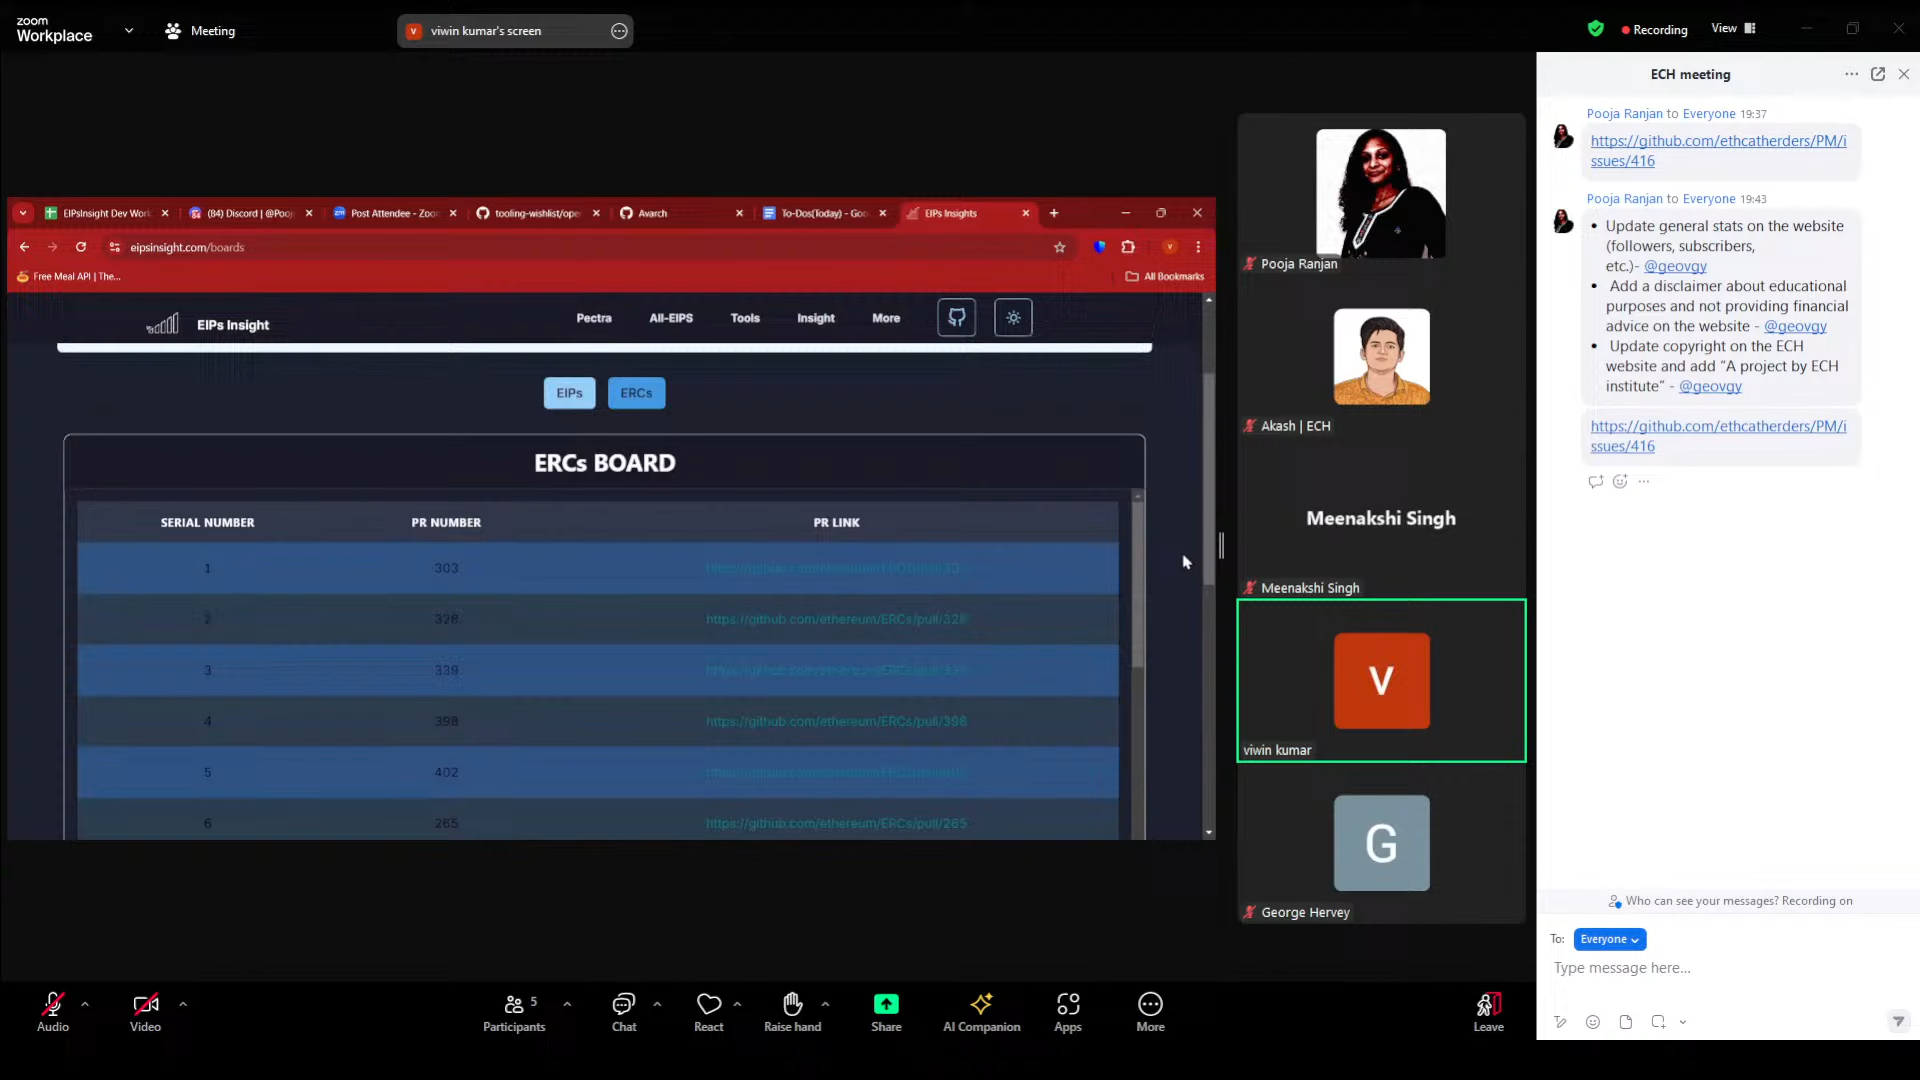 zoom
Workplace
Meeting
V viwin kumar's screen
Recording
View
EIPsInsight Dev Work
(84) Discord | @Pooj
Post Attendee - Zoo
tooling-wishlist/ope
Avarch
To-Dos(Today) - Goo
EIPs Insights
eipsinsight.com/boards
V
Free Meal API | The...
All Bookmarks
EIPs Insight
Pectra
All-EIPS
Tools
Insight
More
EIPs
ERCs
ERCs BOARD
SERIAL NUMBER PR NUMBER PR LINK
1 303
2 328 https://github.com/ethereum/ERCs/pull/328
3 339
4 398 https://github.com/ethereum/ERCs/pull/398
5 402
6 265 https://github.com/ethereum/ERCs/pull/265
Pooja Ranjan
Akash | ECH
Meenakshi Singh
Meenakshi Singh
V
viwin kumar
G
George Hervey
ECH meeting
Pooja Ranjan to Everyone 19:37
https://github.com/ethcatherders/PM/i
ssues/416
Pooja Ranjan to Everyone 19:43
• Update general stats on the website
(followers, subscribers,
etc.)- @geovgy
• Add a disclaimer about educational
purposes and not providing financial
advice on the website - @geovgy
• Update copyright on the ECH
website and add “A project by ECH
institute” - @geovgy
https://github.com/ethcatherders/PM/i
ssues/416
Who can see your messages? Recording on
To: Everyone
Type message here...
Audio
Video
5
Participants
Chat
React
Raise hand
Share
AI Companion
Apps
More
Leave